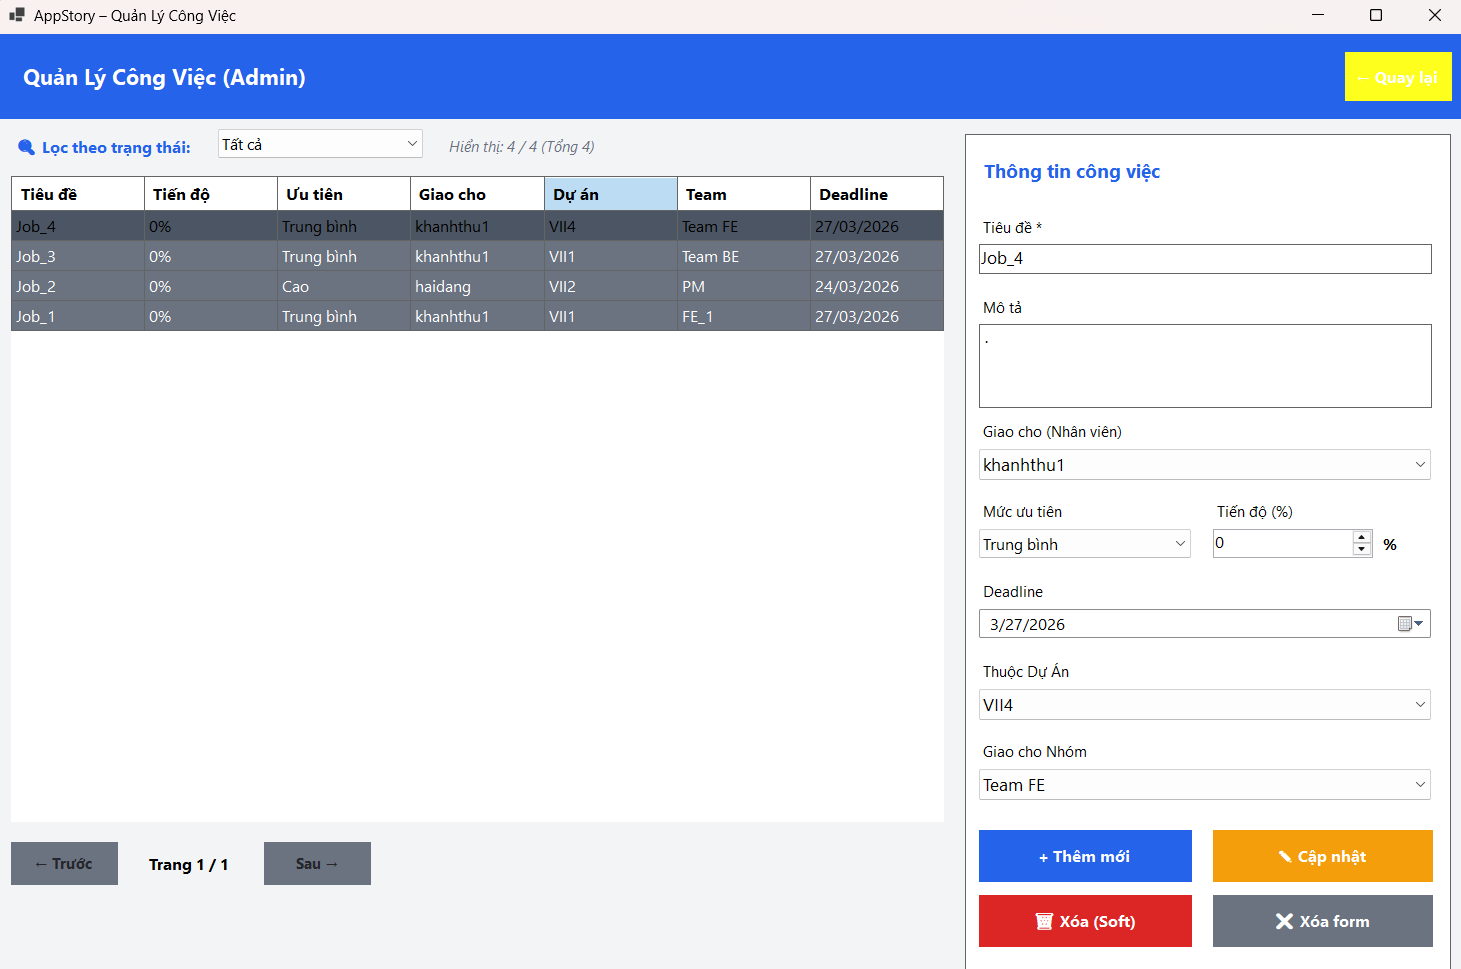 AppStory – Quản Lý Công Việc
Quản Lý Công Việc (Admin)
← Quay lại
Lọc theo trạng thái:
Tất cả
Hiển thị: 4 / 4 (Tổng 4)
Tiêu đề Tiến độ Ưu tiên Giao cho Dự án Team Deadline
Job_4 0% Trung bình khanhthu1 VII4 Team FE 27/03/2026
Job_3 0% Trung bình khanhthu1 VII1 Team BE 27/03/2026
Job_2 0% Cao haidang VII2 PM 24/03/2026
Job_1 0% Trung bình khanhthu1 VII1 FE_1 27/03/2026
← Trước
Trang 1 / 1
Sau →
Thông tin công việc
Tiêu đề *
Job_4
Mô tả
.
Giao cho (Nhân viên)
khanhthu1
Mức ưu tiên Tiến độ (%)
Trung bình 0 %
Deadline
3/27/2026
Thuộc Dự Án
VII4
Giao cho Nhóm
Team FE
+ Thêm mới
✎ Cập nhật
🗑 Xóa (Soft)
✕ Xóa form